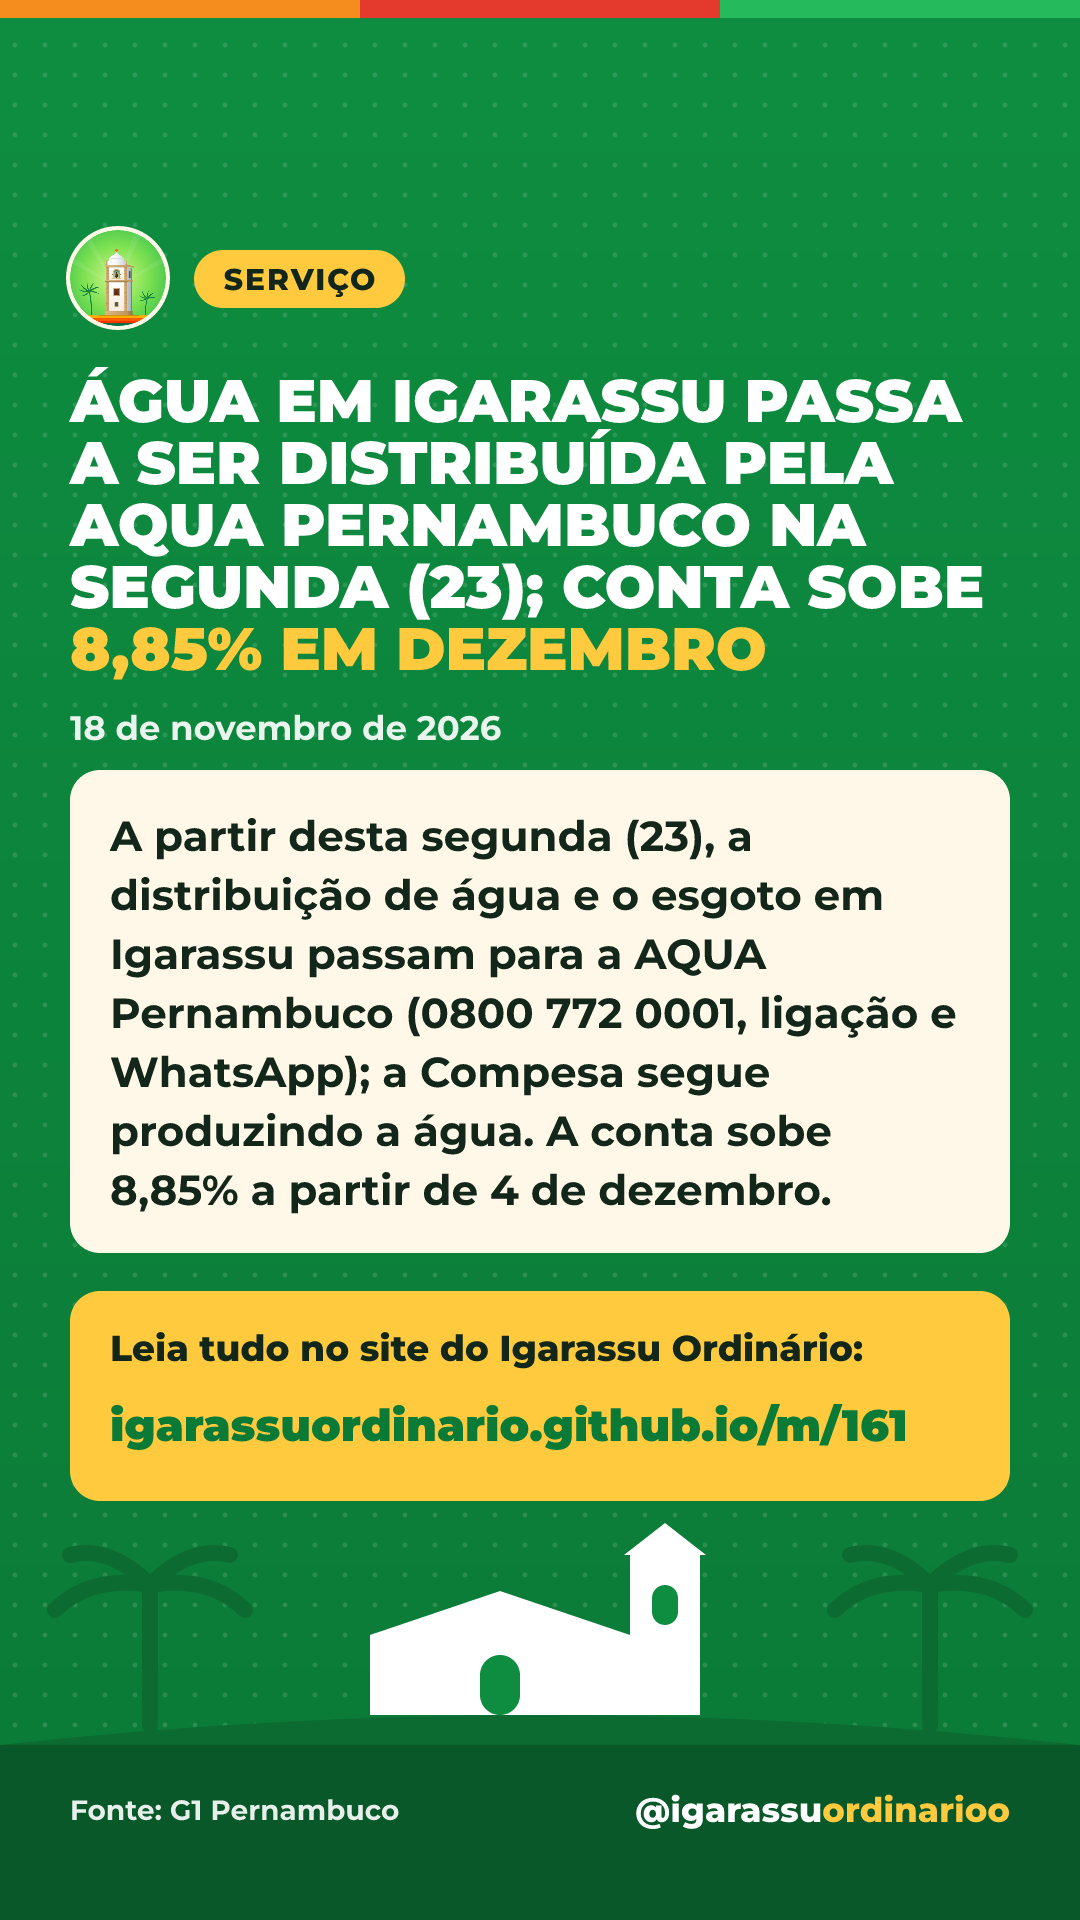 SERVIÇO
ÁGUA EM IGARASSU PASSA
A SER DISTRIBUÍDA PELA
AQUA PERNAMBUCO NA
SEGUNDA (23); CONTA SOBE
8,85% EM DEZEMBRO
18 de novembro de 2026
A partir desta segunda (23), a
distribuição de água e o esgoto em
Igarassu passam para a AQUA
Pernambuco (0800 772 0001, ligação e
WhatsApp); a Compesa segue
produzindo a água. A conta sobe
8,85% a partir de 4 de dezembro.
Leia tudo no site do Igarassu Ordinário:
igarassuordinario.github.io/m/161
Fonte: G1 Pernambuco
@igarassuordinarioo